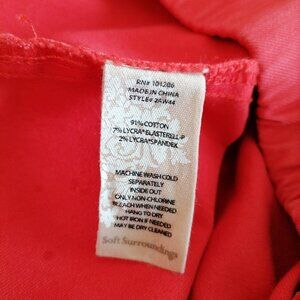 RN# 101286
MADE IN CHINA
STYLE# 2AW44
91% COTTON
7% LYCRA® ELASTERELL-P
2% LYCRA® SPANDEX
MACHINE WASH COLD
SEPARATELY
INSIDE OUT
ONLY NON-CHLORINE
BLEACH WHEN NEEDED
HANG TO DRY
HOT IRON IF NEEDED
MAY BE DRY CLEANED
Soft Surroundings